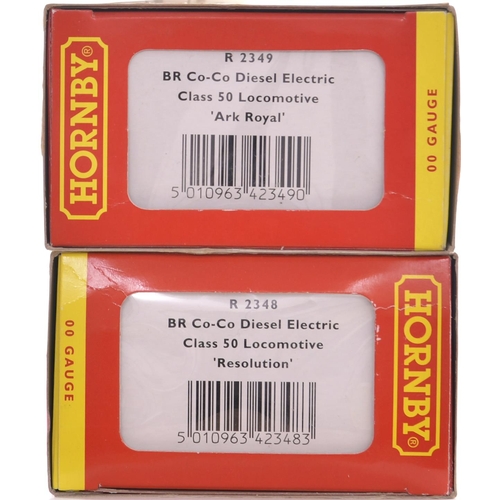 HORNBY®
R 2349
BR Co-Co Diesel Electric
Class 50 Locomotive
'Ark Royal'
5 010963 423490
00 GAUGE
00 GAUGE
R 2348
BR Co-Co Diesel Electric
Class 50 Locomotive
'Resolution'
5 010963 423483
HORNBY®